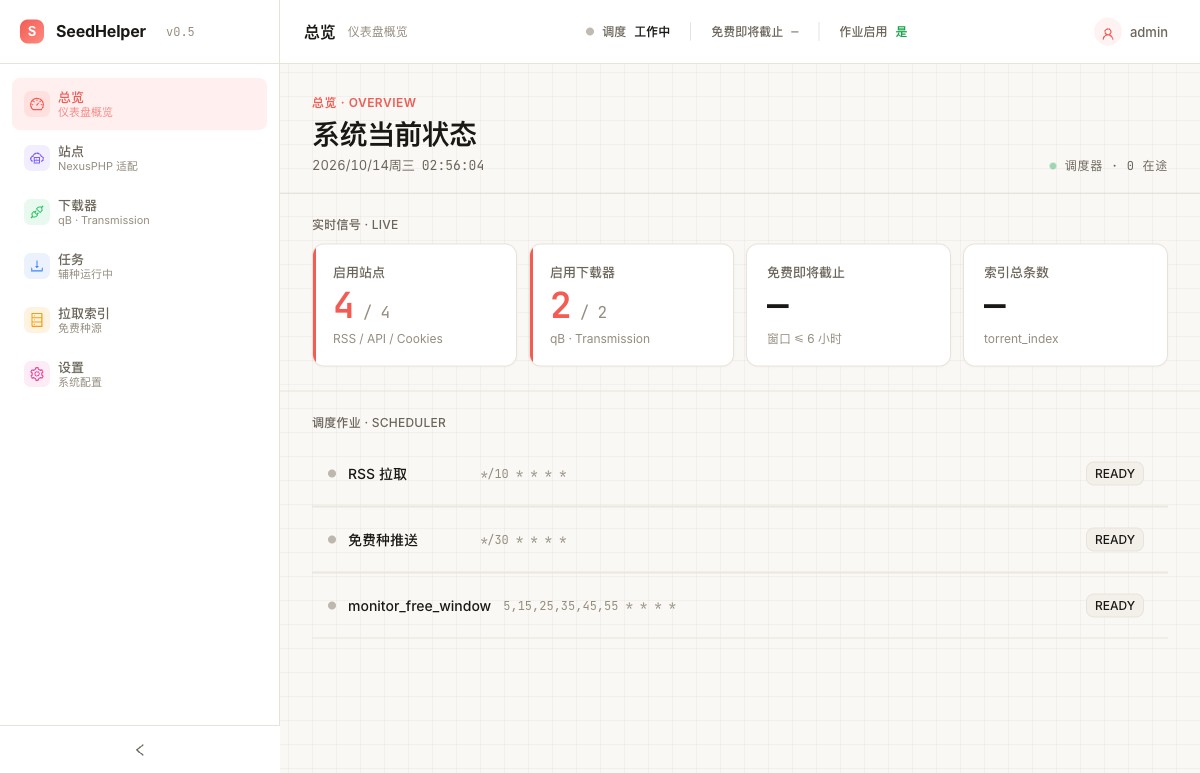 S SeedHelper v0.5
总览
仪表盘概览
站点
NexusPHP 适配
下载器
qB · Transmission
任务
辅种运行中
拉取索引
免费种源
设置
系统配置
总览 仪表盘概览 调度 工作中 免费即将截止 — 作业启用 是 admin
总览 · OVERVIEW
系统当前状态
2026/10/14周三 02:56:04 调度器 · 0 在途
实时信号 · LIVE
启用站点
4 / 4
RSS / API / Cookies
启用下载器
2 / 2
qB · Transmission
免费即将截止
—
窗口 ≤ 6 小时
索引总条数
—
torrent_index
调度作业 · SCHEDULER
RSS 拉取 */10 * * * * READY
免费种推送 */30 * * * * READY
monitor_free_window 5,15,25,35,45,55 * * * * READY